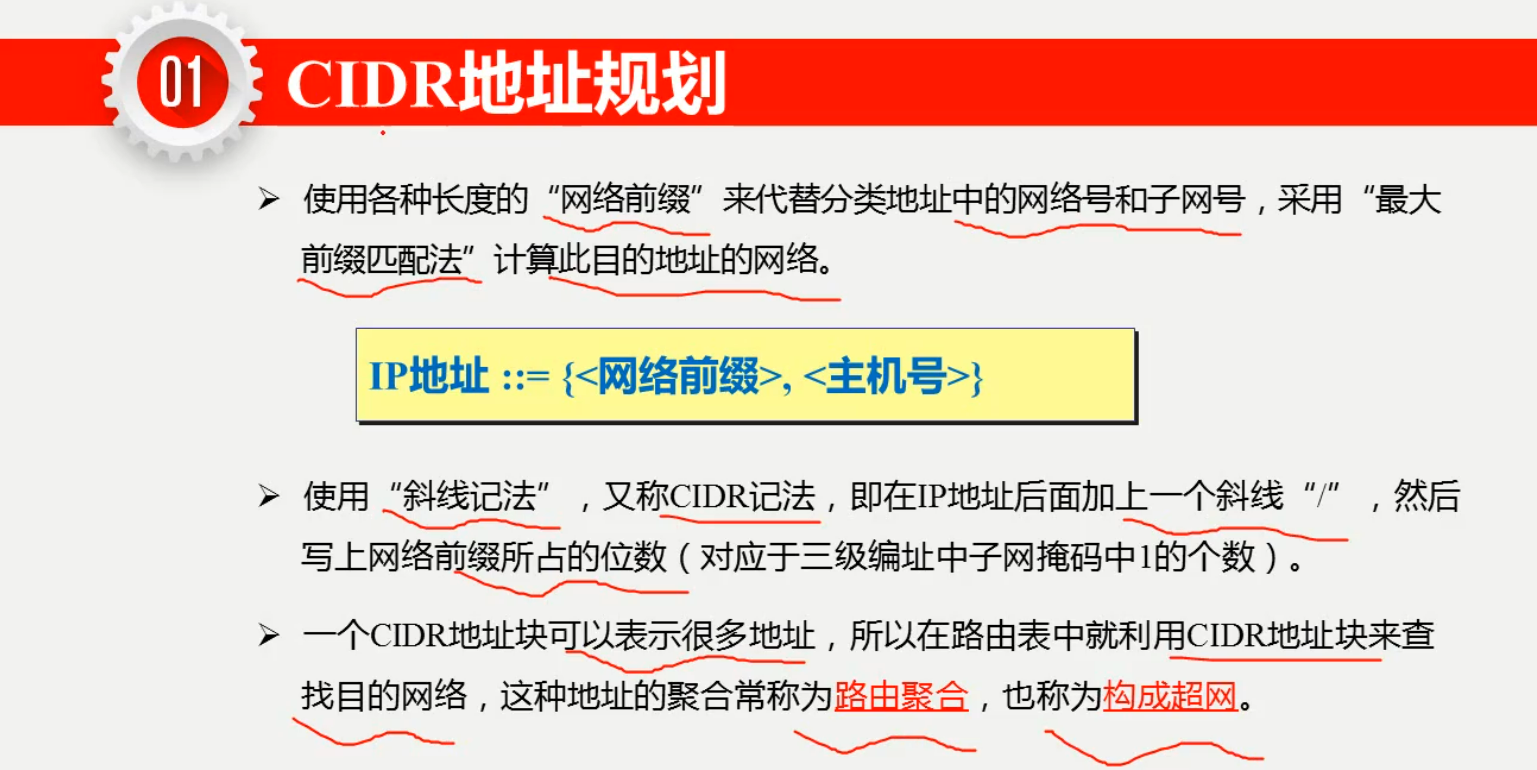 01
CIDR地址规划
使用各种长度的“网络前缀”来代替分类地址中的网络号和子网号，采用“最大
前缀匹配法”计算此目的地址的网络。
IP地址 ::= {<网络前缀>, <主机号>}
使用“斜线记法”，又称CIDR记法，即在IP地址后面加上一个斜线“/”，然后
写上网络前缀所占的位数（对应于三级编址中子网掩码中1的个数）。
一个CIDR地址块可以表示很多地址，所以在路由表中就利用CIDR地址块来查
找目的网络，这种地址的聚合常称为路由聚合，也称为构成超网。